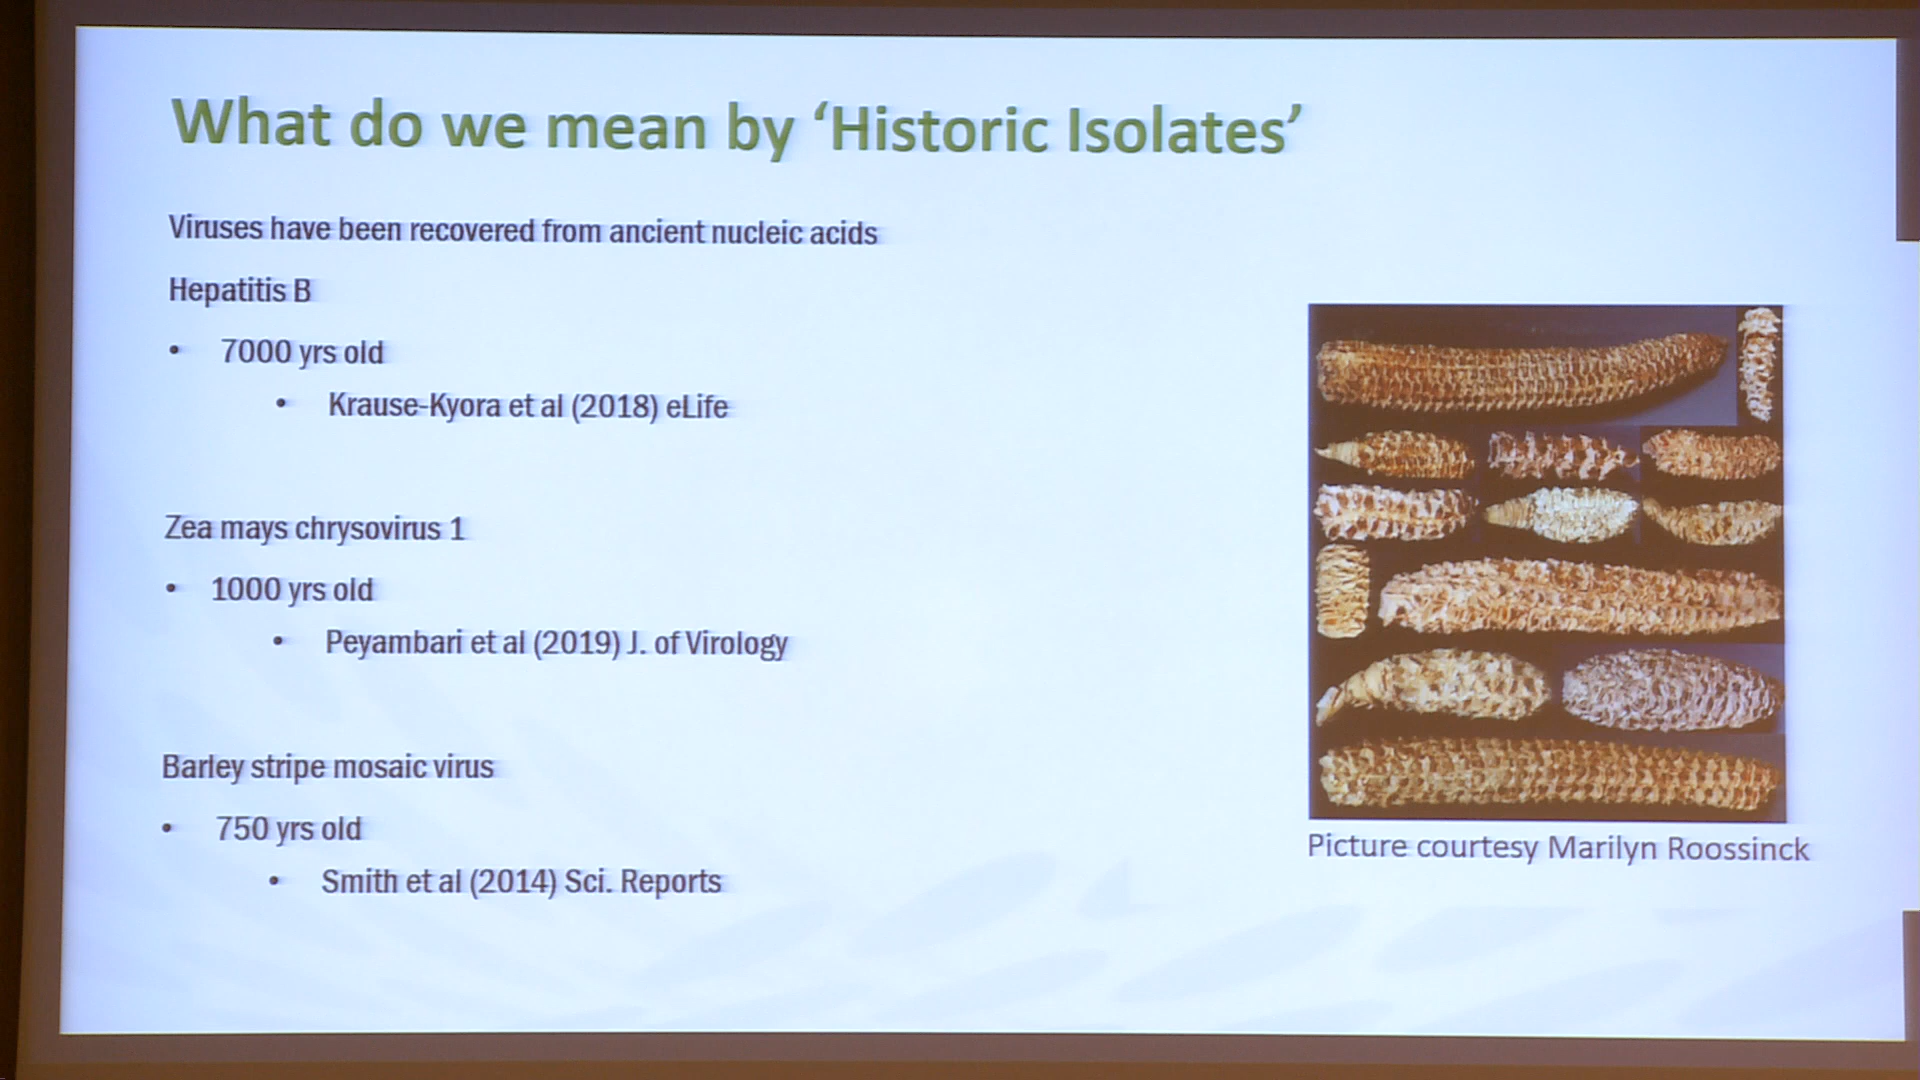 What do we mean by ‘Historic Isolates’
Viruses have been recovered from ancient nucleic acids
Hepatitis B
• 7000 yrs old
• Krause-Kyora et al (2018) eLife
Zea mays chrysovirus 1
• 1000 yrs old
• Peyambari et al (2019) J. of Virology
Barley stripe mosaic virus
• 750 yrs old
• Smith et al (2014) Sci. Reports
Picture courtesy Marilyn Roossinck